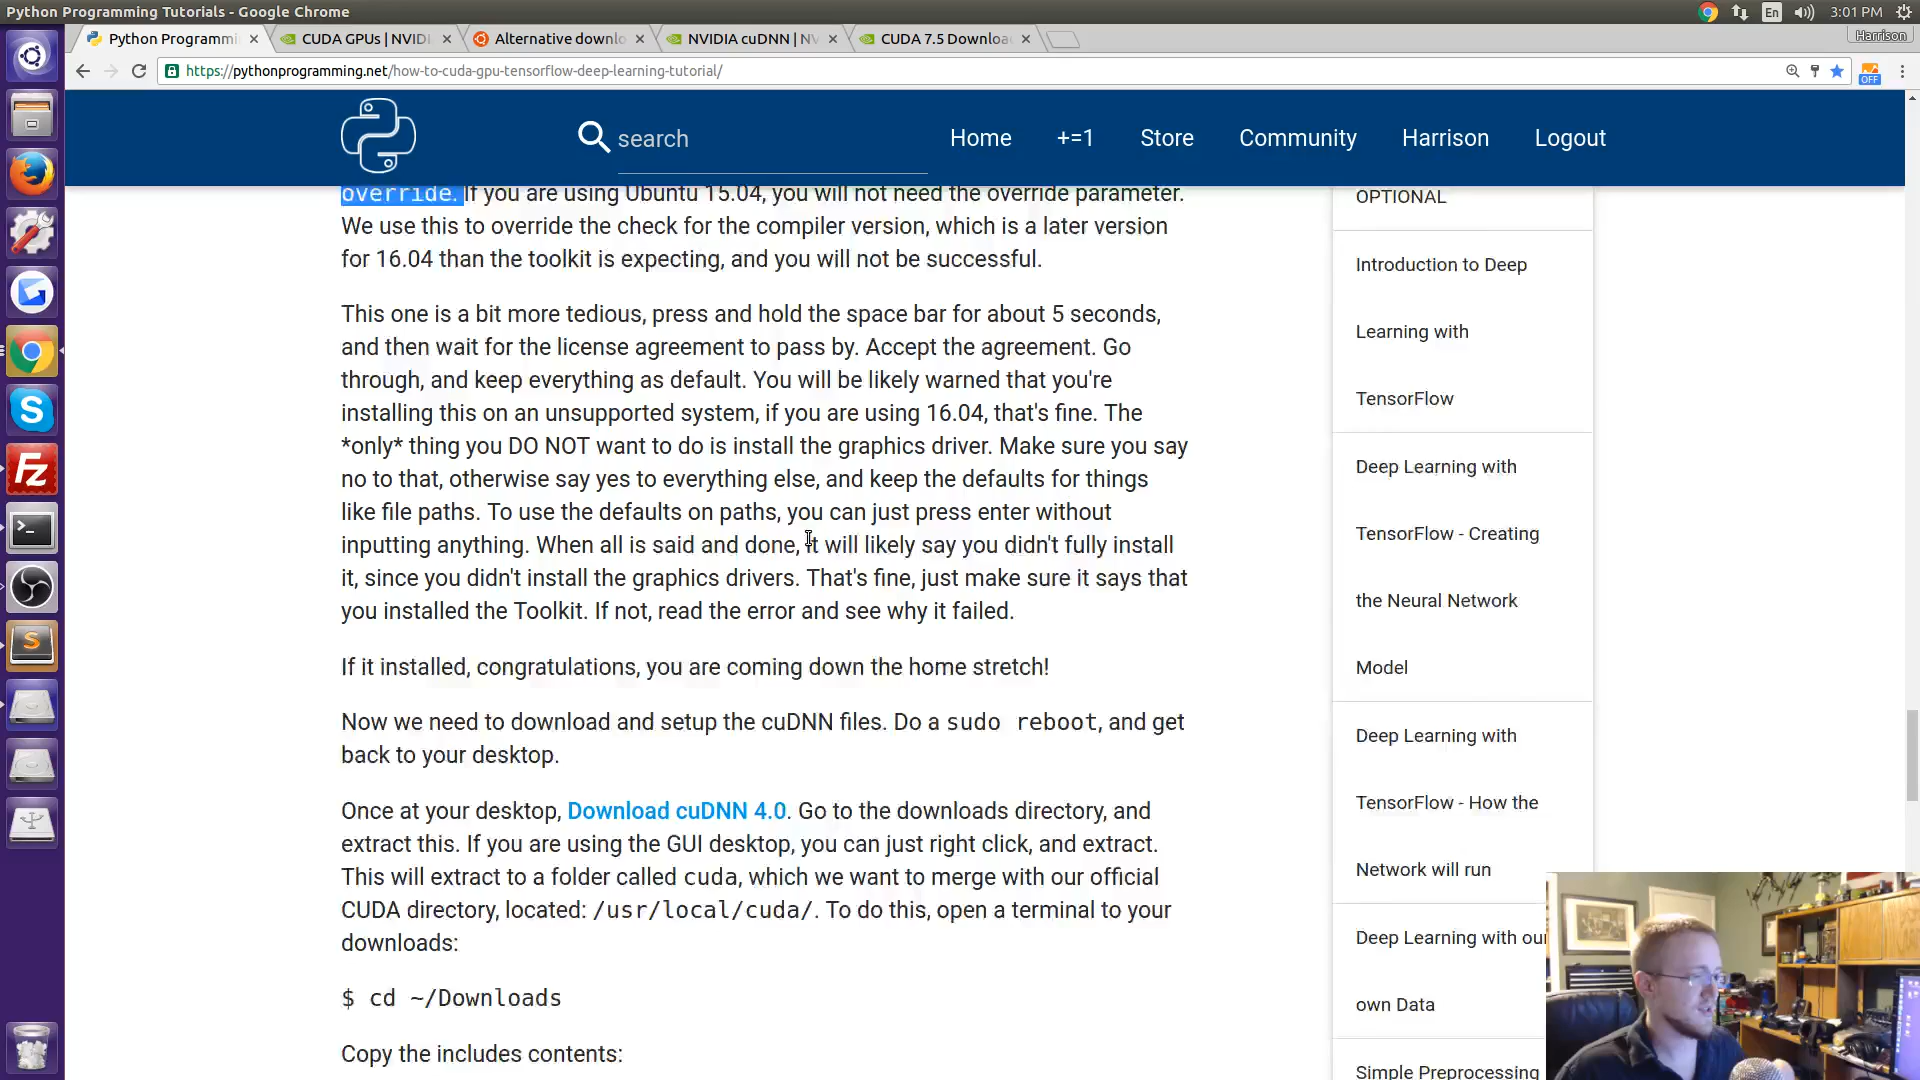 Python Programming Tutorials - Google Chrome
En
3:01 PM
Python Programmi
CUDA GPUs | NVIDI
Alternative downlo
NVIDIA cuDNN | NV
CUDA 7.5 Downloa
Harrison
https://pythonprogramming.net/how-to-cuda-gpu-tensorflow-deep-learning-tutorial/
OFF
search
Home
+=1
Store
Community
Harrison
Logout
override. If you are using Ubuntu 15.04, you will not need the override parameter.
We use this to override the check for the compiler version, which is a later version
for 16.04 than the toolkit is expecting, and you will not be successful.
This one is a bit more tedious, press and hold the space bar for about 5 seconds,
and then wait for the license agreement to pass by. Accept the agreement. Go
through, and keep everything as default. You will be likely warned that you're
installing this on an unsupported system, if you are using 16.04, that's fine. The
*only* thing you DO NOT want to do is install the graphics driver. Make sure you say
no to that, otherwise say yes to everything else, and keep the defaults for things
like file paths. To use the defaults on paths, you can just press enter without
inputting anything. When all is said and done, it will likely say you didn't fully install
it, since you didn't install the graphics drivers. That's fine, just make sure it says that
you installed the Toolkit. If not, read the error and see why it failed.
If it installed, congratulations, you are coming down the home stretch!
Now we need to download and setup the cuDNN files. Do a sudo reboot, and get
back to your desktop.
Once at your desktop, Download cuDNN 4.0. Go to the downloads directory, and
extract this. If you are using the GUI desktop, you can just right click, and extract.
This will extract to a folder called cuda, which we want to merge with our official
CUDA directory, located: /usr/local/cuda/. To do this, open a terminal to your
downloads:
$ cd ~/Downloads
Copy the includes contents:
OPTIONAL
Introduction to Deep
Learning with
TensorFlow
Deep Learning with
TensorFlow - Creating
the Neural Network
Model
Deep Learning with
TensorFlow - How the
Network will run
Deep Learning with our
own Data
Simple Preprocessing